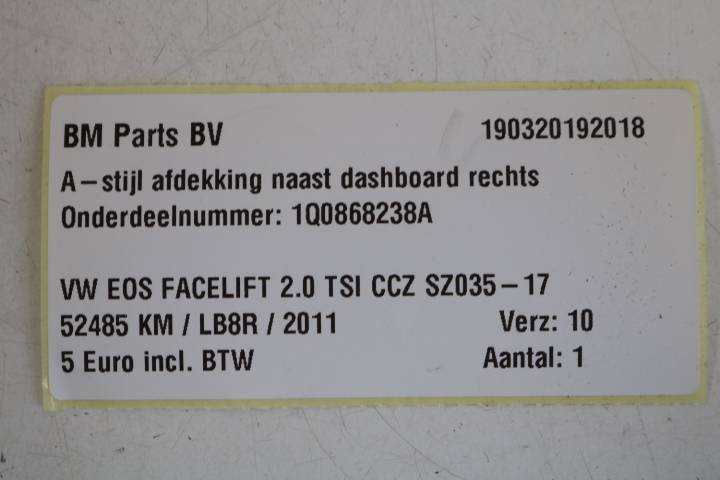 BM Parts BV 190320192018
A-stijl afdekking naast dashboard rechts
Onderdeelnummer: 1Q0868238A
VW EOS FACELIFT 2.0 TSI CCZ SZ035-17
52485 KM / LB8R / 2011 Verz: 10
5 Euro incl. BTW Aantal: 1